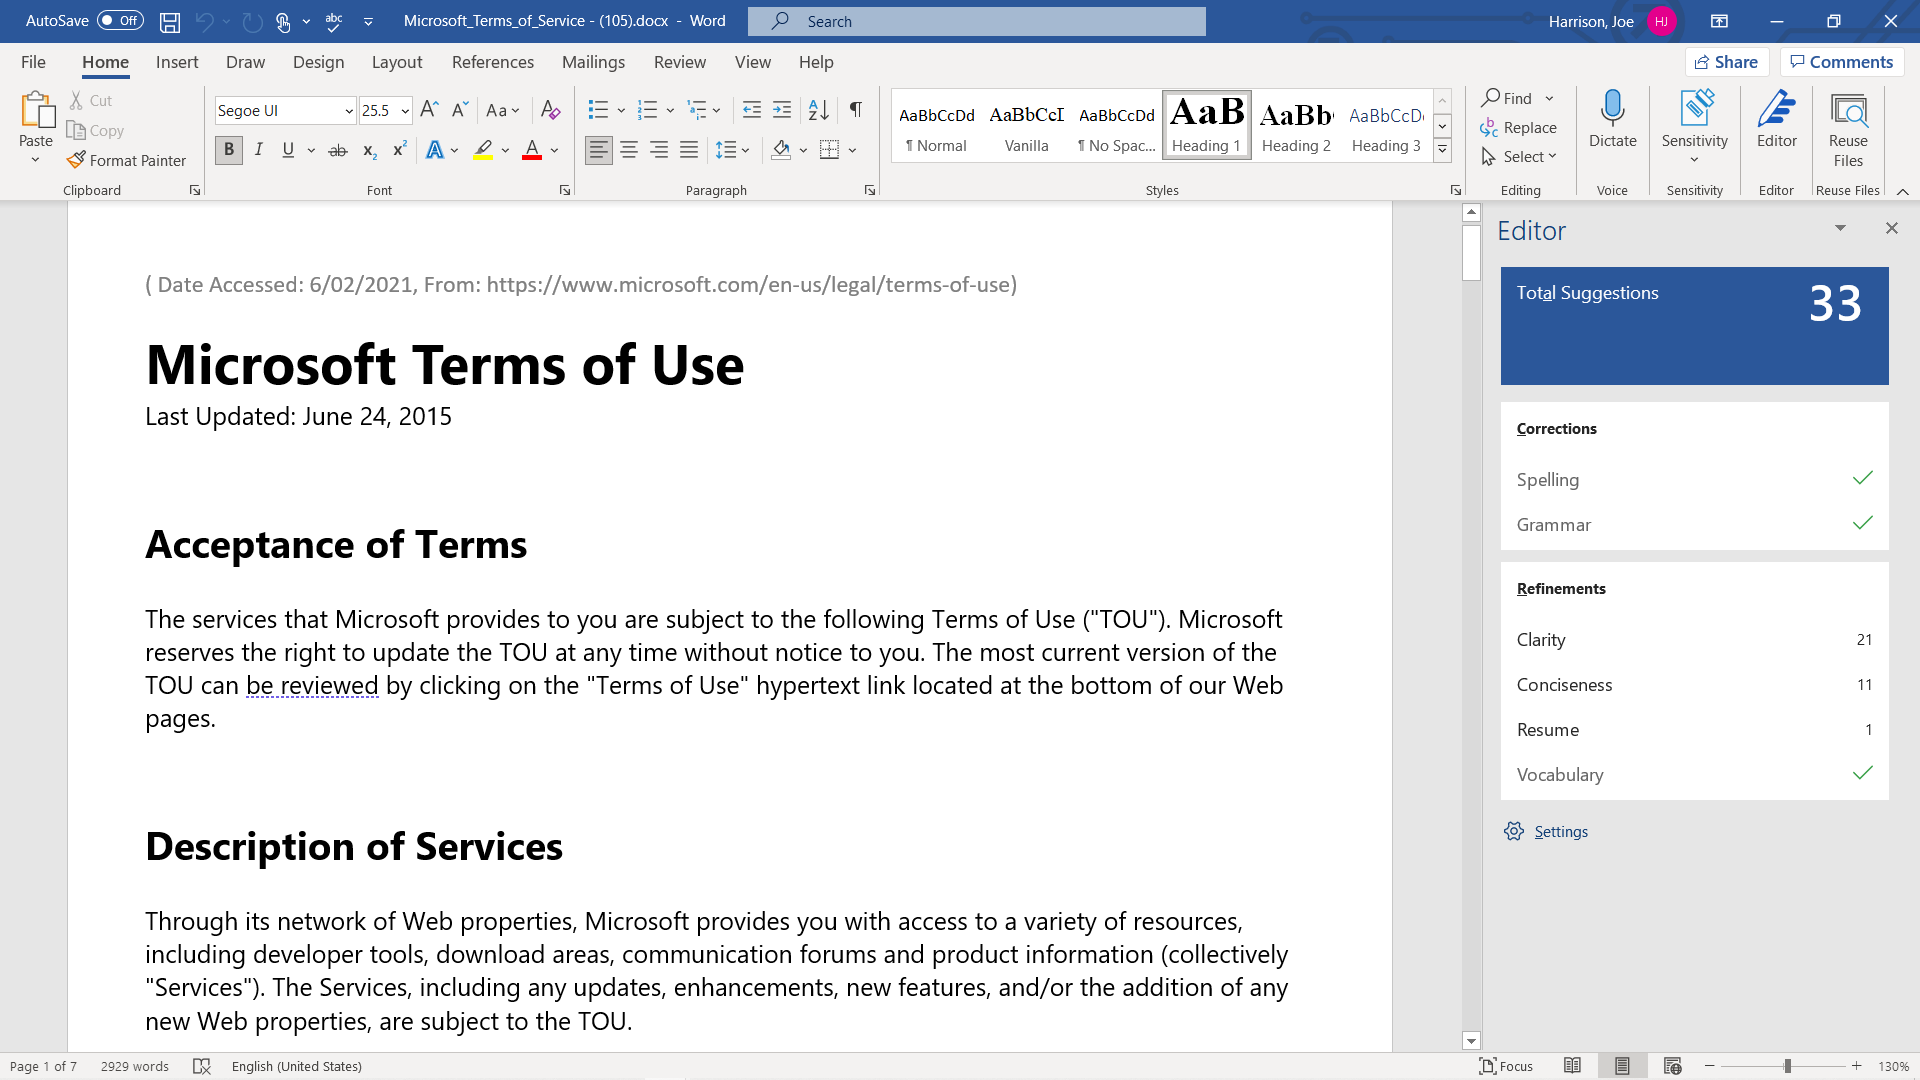 AutoSave Off abc Microsoft_Terms_of_Service - (105).docx - Word Search Harrison, Joe HJ
File Home Insert Draw Design Layout References Mailings Review View Help Share Comments
Paste Cut Copy Format Painter Clipboard
Segoe UI 25.5 A A Aa A
B I U ab x₂ x² A A Font
Paragraph
AaBbCcDd AaBbCcI AaBbCcDd AaB AaBb AaBbCcD
¶ Normal Vanilla ¶ No Spac... Heading 1 Heading 2 Heading 3
Styles
Find Replace Select Editing
Dictate Voice
Sensitivity Sensitivity
Editor Editor
Reuse Files Reuse Files
( Date Accessed: 6/02/2021, From: https://www.microsoft.com/en-us/legal/terms-of-use)
Microsoft Terms of Use
Last Updated: June 24, 2015
Acceptance of Terms
The services that Microsoft provides to you are subject to the following Terms of Use ("TOU"). Microsoft
reserves the right to update the TOU at any time without notice to you. The most current version of the
TOU can be reviewed by clicking on the "Terms of Use" hypertext link located at the bottom of our Web
pages.
Description of Services
Through its network of Web properties, Microsoft provides you with access to a variety of resources,
including developer tools, download areas, communication forums and product information (collectively
"Services"). The Services, including any updates, enhancements, new features, and/or the addition of any
new Web properties, are subject to the TOU.
Editor
Total Suggestions 33
Corrections
Spelling
Grammar
Refinements
Clarity 21
Conciseness 11
Resume 1
Vocabulary
Settings
Page 1 of 7 2929 words English (United States) Focus 130%